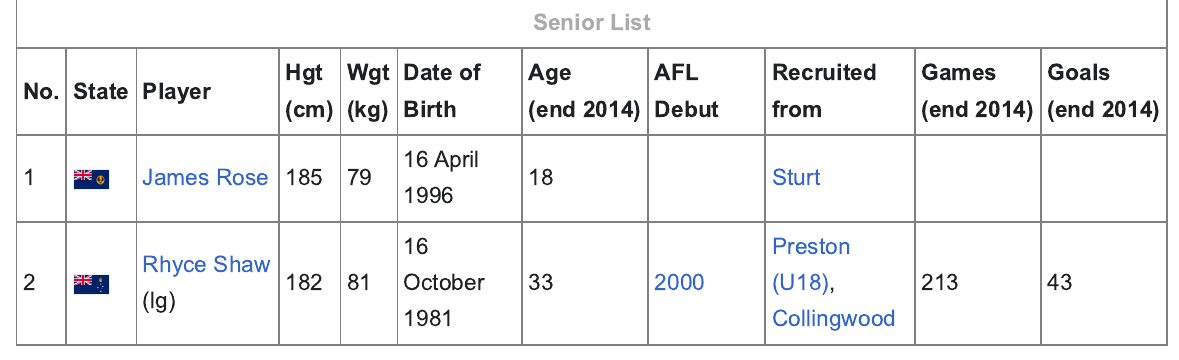 Senior List
No. State Player Hgt (cm) Wgt (kg) Date of Birth Age (end 2014) AFL Debut Recruited from Games (end 2014) Goals (end 2014)
1 James Rose 185 79 16 April 1996 18 Sturt
2 Rhyce Shaw (lg) 182 81 16 October 1981 33 2000 Preston (U18), Collingwood 213 43